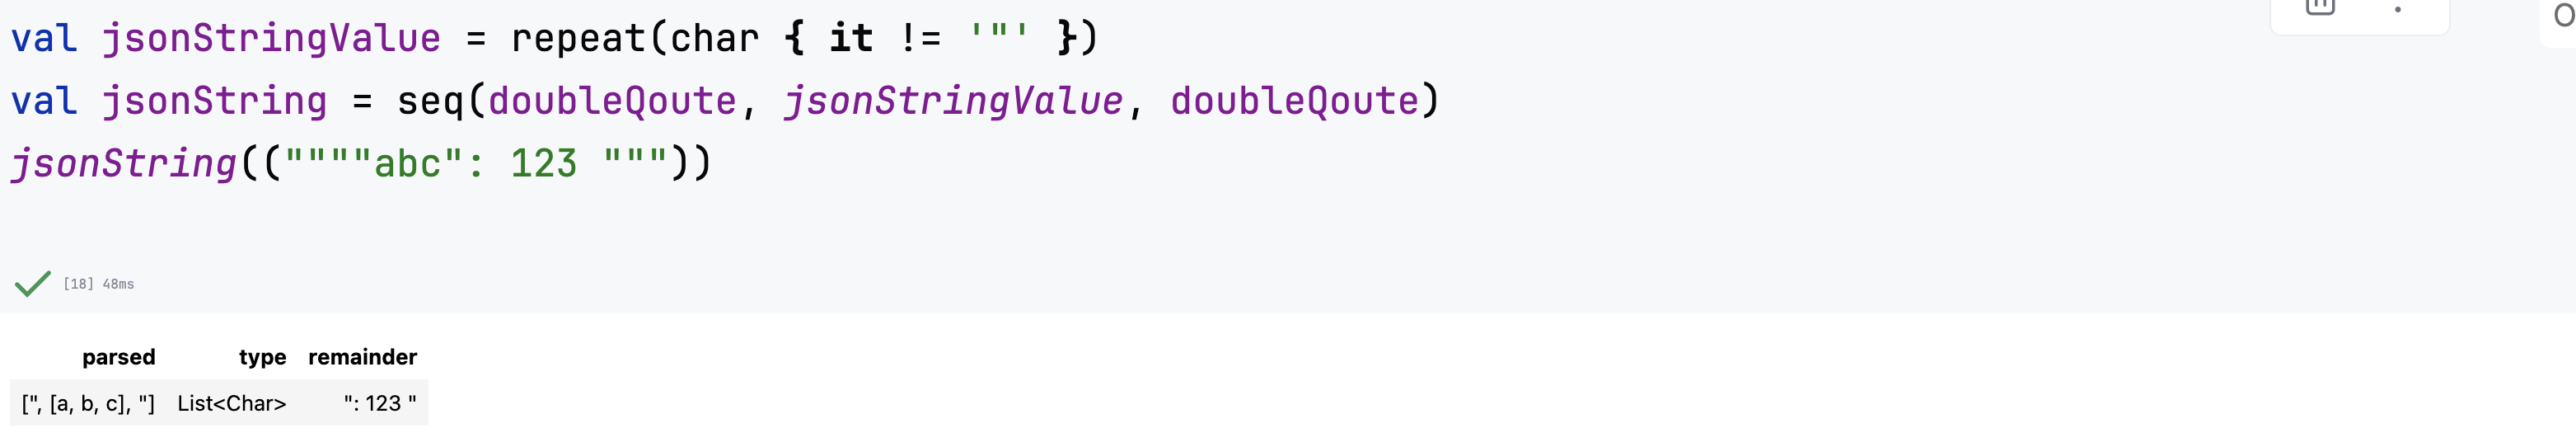 val jsonStringValue = repeat(char { it != '"' })
val jsonString = seq(doubleQoute, jsonStringValue, doubleQoute)
jsonString((""""abc": 123 """))
[18] 48ms
parsed type remainder
[", [a, b, c], "] List<Char> ": 123 "